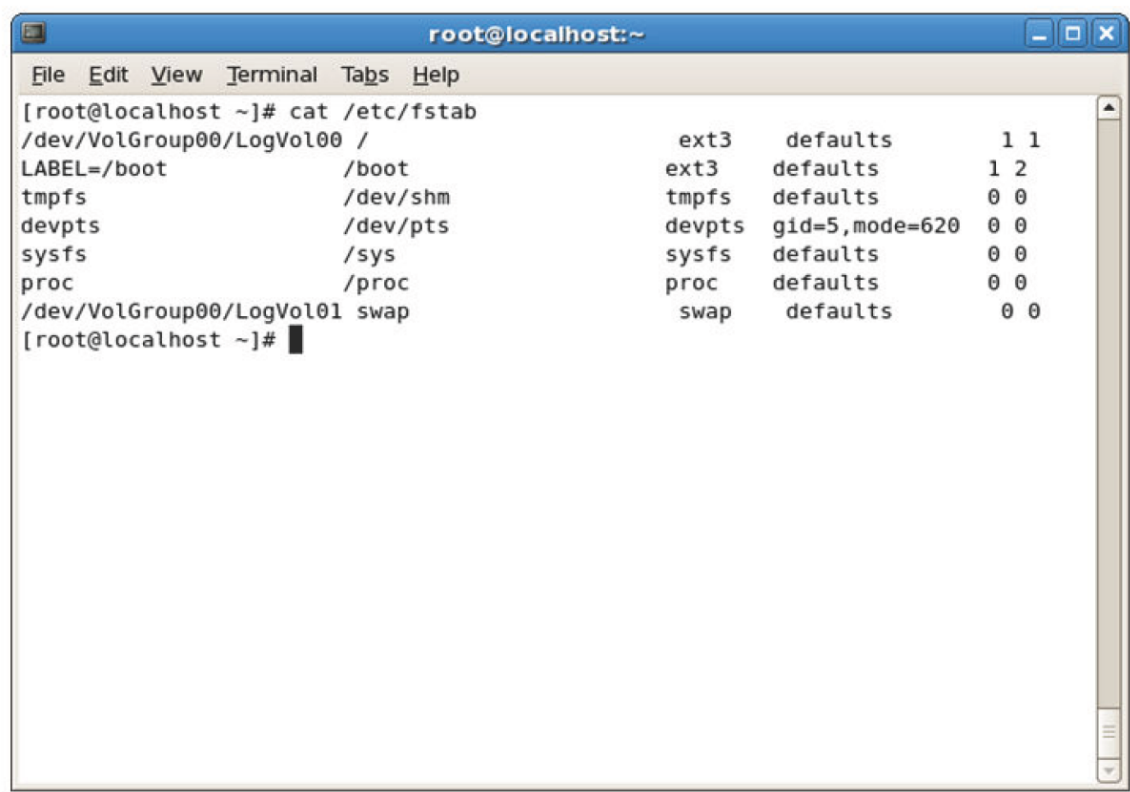 root@localhost:~
File Edit View Terminal Tabs Help
[root@localhost ~]# cat /etc/fstab
/dev/VolGroup00/LogVol00 /                       ext3    defaults        1 1
LABEL=/boot             /boot                   ext3    defaults        1 2
tmpfs                   /dev/shm                tmpfs   defaults        0 0
devpts                  /dev/pts                devpts  gid=5,mode=620  0 0
sysfs                   /sys                    sysfs   defaults        0 0
proc                    /proc                   proc    defaults        0 0
/dev/VolGroup00/LogVol01 swap                    swap    defaults        0 0
[root@localhost ~]#